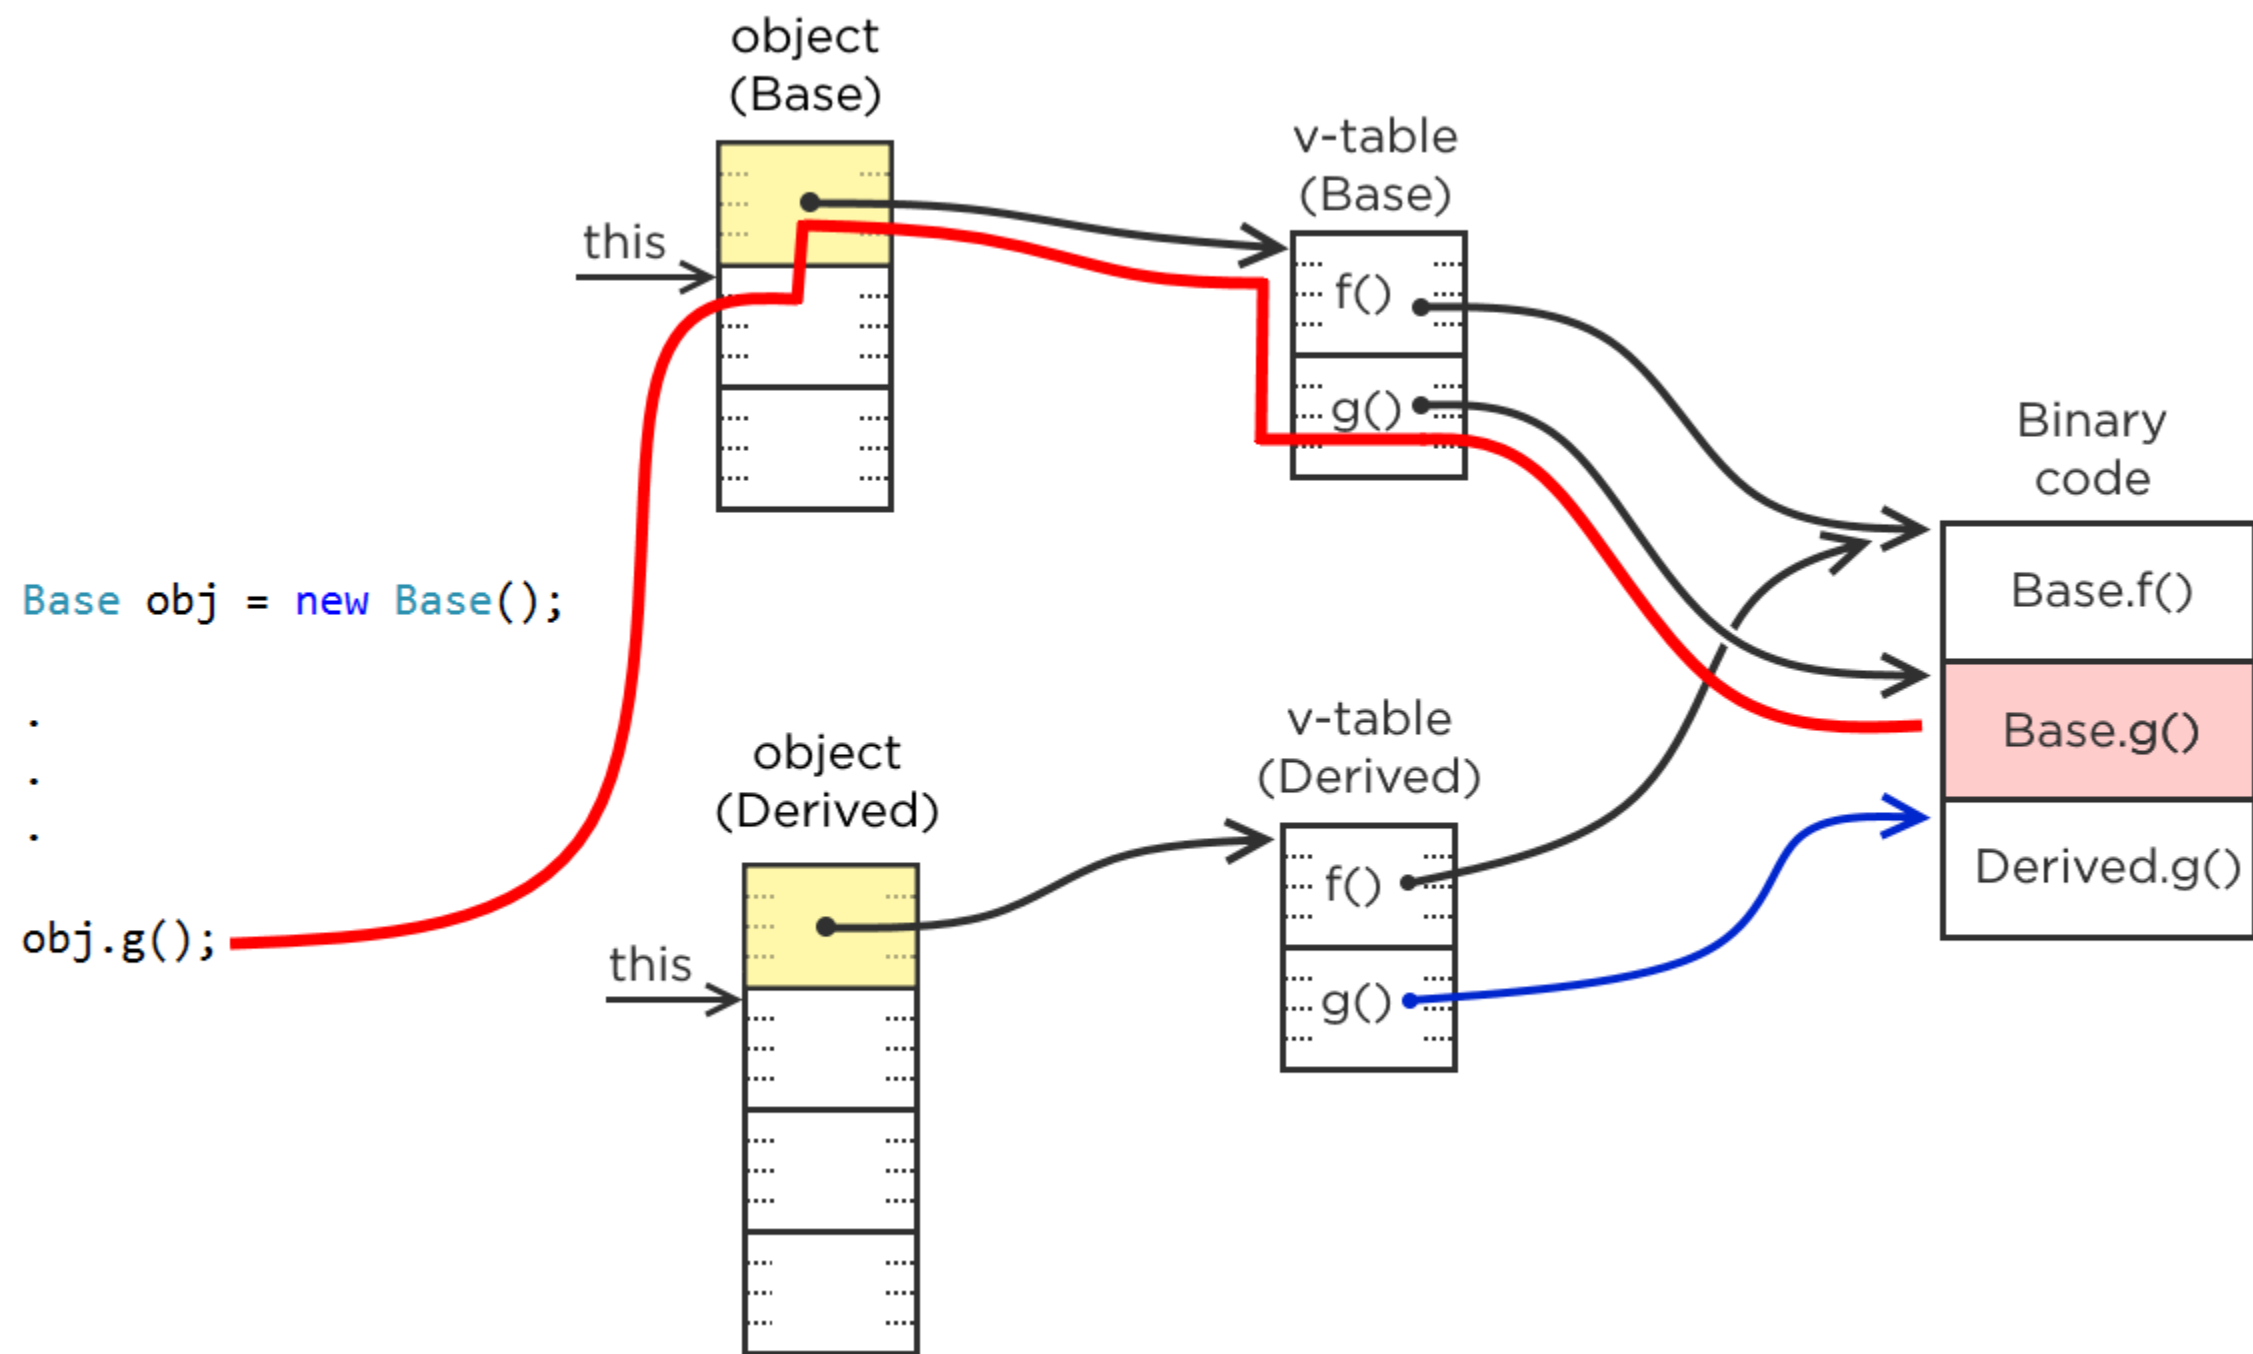 object
(Base)
v-table
(Base)
this
f()
g()
Binary
code
Base.f()
Base.g()
Derived.g()
Base obj = new Base();
.
.
.
obj.g();
object
(Derived)
v-table
(Derived)
this
f()
g()